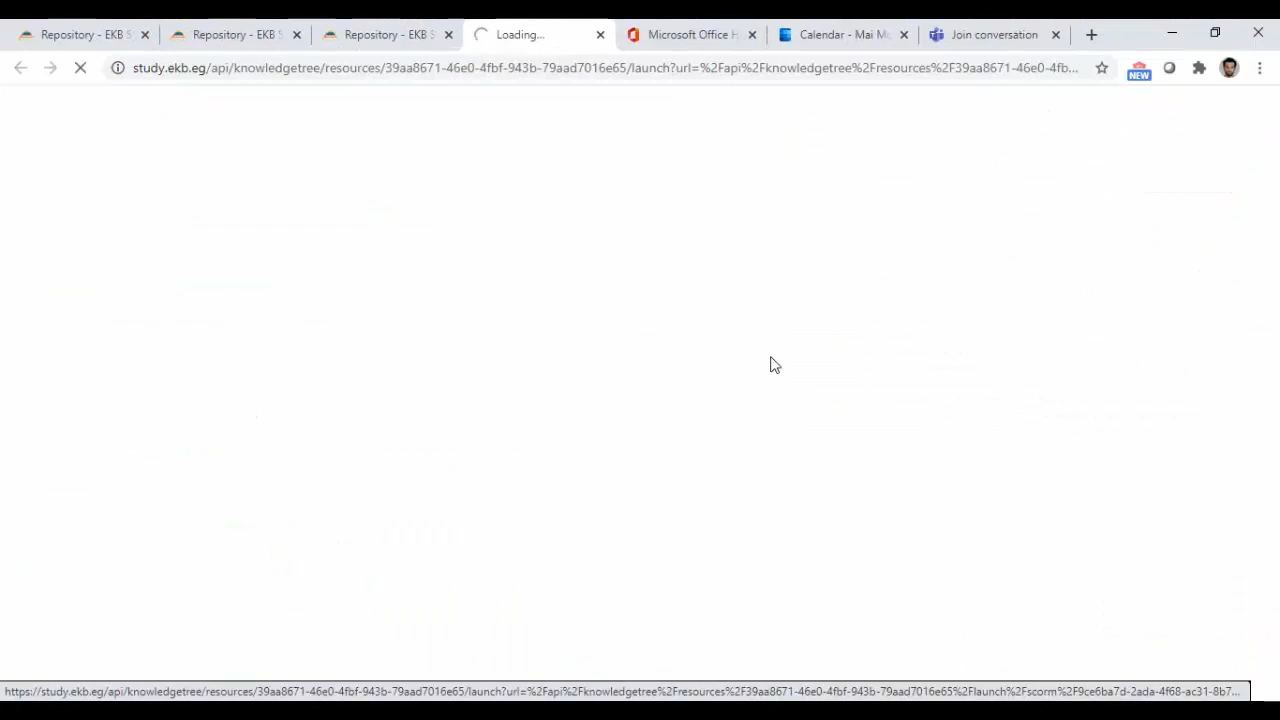 Repository - EKB S
Repository - EKB S
Repository - EKB S
Loading...
Microsoft Office H
Calendar - Mai Mo
Join conversation
study.ekb.eg/api/knowledgetree/resources/39aa8671-46e0-4fbf-943b-79aad7016e65/launch?url=%2Fapi%2Fknowledgetree%2Fresources%2F39aa8671-46e0-4fb...
NEW
https://study.ekb.eg/api/knowledgetree/resources/39aa8671-46e0-4fbf-943b-79aad7016e65/launch?url=%2Fapi%2Fknowledgetree%2Fresources%2F39aa8671-46e0-4fbf-943b-79aad7016e65%2Flaunch%2Fscorm%2F9ce6ba7d-2ada-4f68-ac31-8b7...